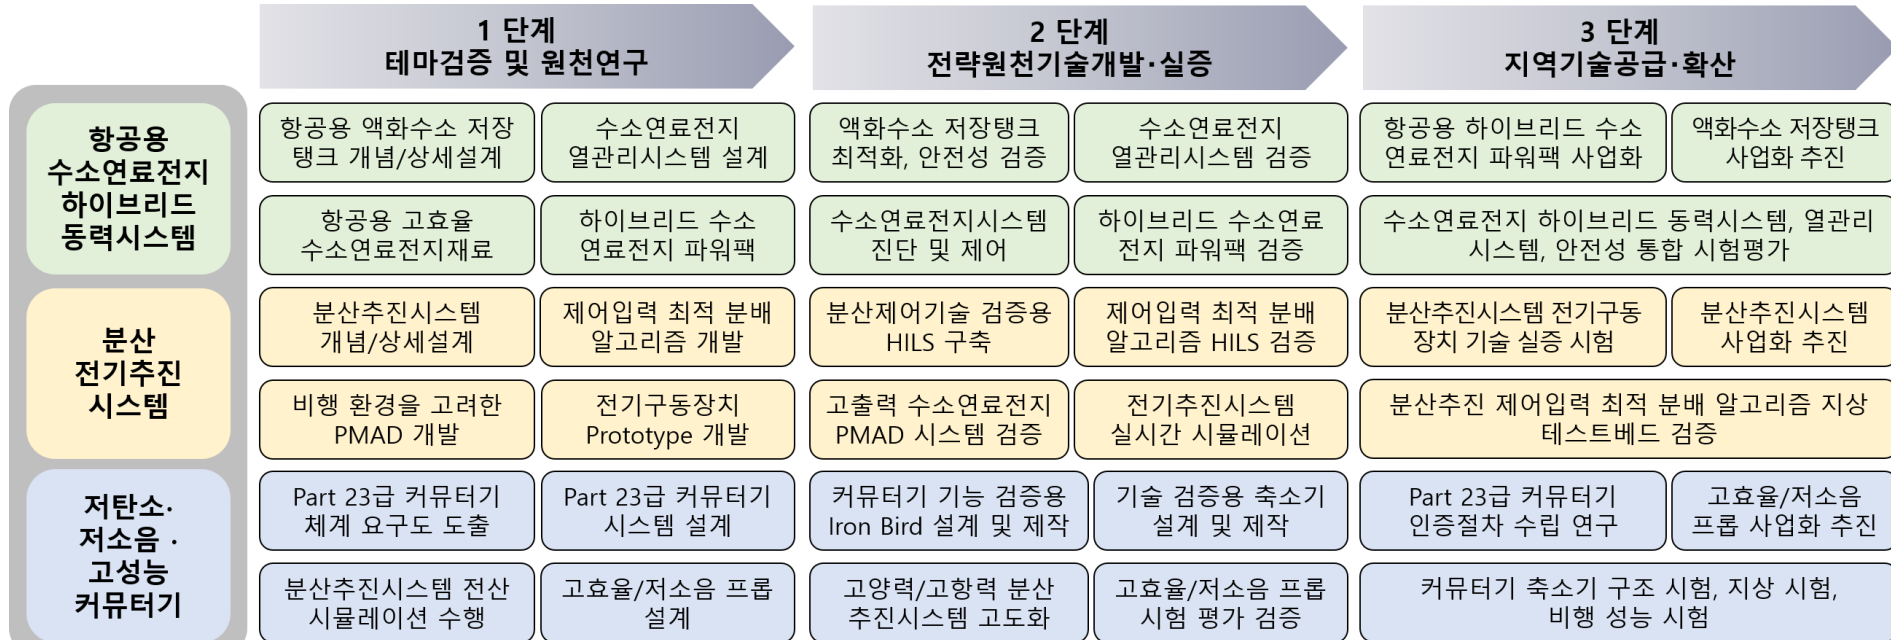 1 단계
테마검증 및 원천연구
2 단계
전략원천기술개발·실증
3 단계
지역기술공급·확산
항공용
수소연료전지
하이브리드
동력시스템
항공용 액화수소 저장
탱크 개념/상세설계
수소연료전지
열관리시스템 설계
액화수소 저장탱크
최적화, 안전성 검증
수소연료전지
열관리시스템 검증
항공용 하이브리드 수소
연료전지 파워팩 사업화
액화수소 저장탱크
사업화 추진
항공용 고효율
수소연료전지재료
하이브리드 수소
연료전지 파워팩
수소연료전지시스템
진단 및 제어
하이브리드 수소연료
전지 파워팩 검증
수소연료전지 하이브리드 동력시스템, 열관리
시스템, 안전성 통합 시험평가
분산
전기추진
시스템
분산추진시스템
개념/상세설계
제어입력 최적 분배
알고리즘 개발
분산제어기술 검증용
HILS 구축
제어입력 최적 분배
알고리즘 HILS 검증
분산추진시스템 전기구동
장치 기술 실증 시험
분산추진시스템
사업화 추진
비행 환경을 고려한
PMAD 개발
전기구동장치
Prototype 개발
고출력 수소연료전지
PMAD 시스템 검증
전기추진시스템
실시간 시뮬레이션
분산추진 제어입력 최적 분배 알고리즘 지상
테스트베드 검증
저탄소·
저소음 ·
고성능
커뮤터기
Part 23급 커뮤터기
체계 요구도 도출
Part 23급 커뮤터기
시스템 설계
커뮤터기 기능 검증용
Iron Bird 설계 및 제작
기술 검증용 축소기
설계 및 제작
Part 23급 커뮤터기
인증절차 수립 연구
고효율/저소음
프롭 사업화 추진
분산추진시스템 전산
시뮬레이션 수행
고효율/저소음 프롭
설계
고양력/고항력 분산
추진시스템 고도화
고효율/저소음 프롭
시험 평가 검증
커뮤터기 축소기 구조 시험, 지상 시험,
비행 성능 시험